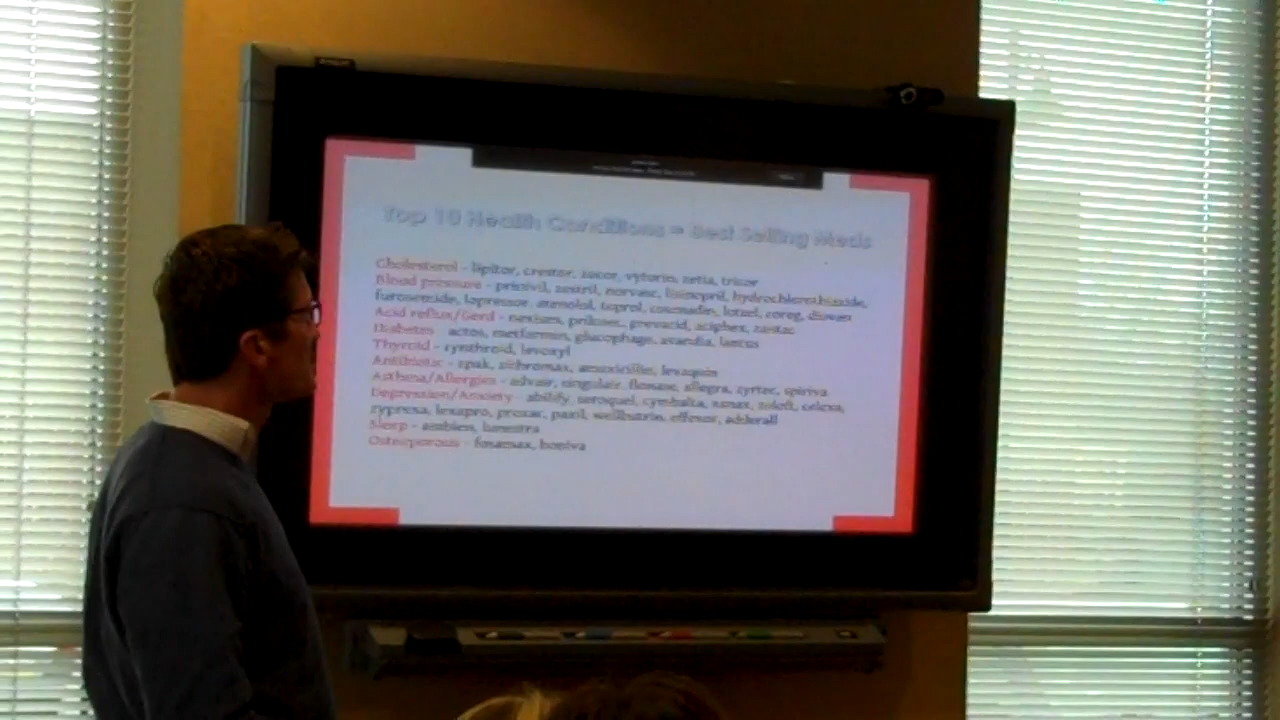 Top 10 Health Conditions = Best Selling Meds
Cholesterol - lipitor, crestor, zocor, vytorin, zetia, tricor
Blood pressure - prinivil, zestril, norvasc, lisinopril, hydrochlorothiazide,
furosemide, lopressor, atenolol, toprol, coumadin, lotrel, coreg, diovan
Acid reflux/Gerd - nexium, prilosec, prevacid, aciphex, zantac
Diabetes - actos, metformin, glucophage, avandia, lantus
Thyroid - synthroid, levoxyl
Antibiotic - zpak, zithromax, amoxicillin, levaquin
Asthma/Allergies - advair, singulair, flonase, allegra, zyrtec, spiriva
Depression/Anxiety - abilify, seroquel, cymbalta, xanax, zoloft, celexa,
zyprexa, lexapro, prozac, paxil, wellbutrin, effexor, adderall
Sleep - ambien, lunestra
Osteoporosis - fosamax, boniva